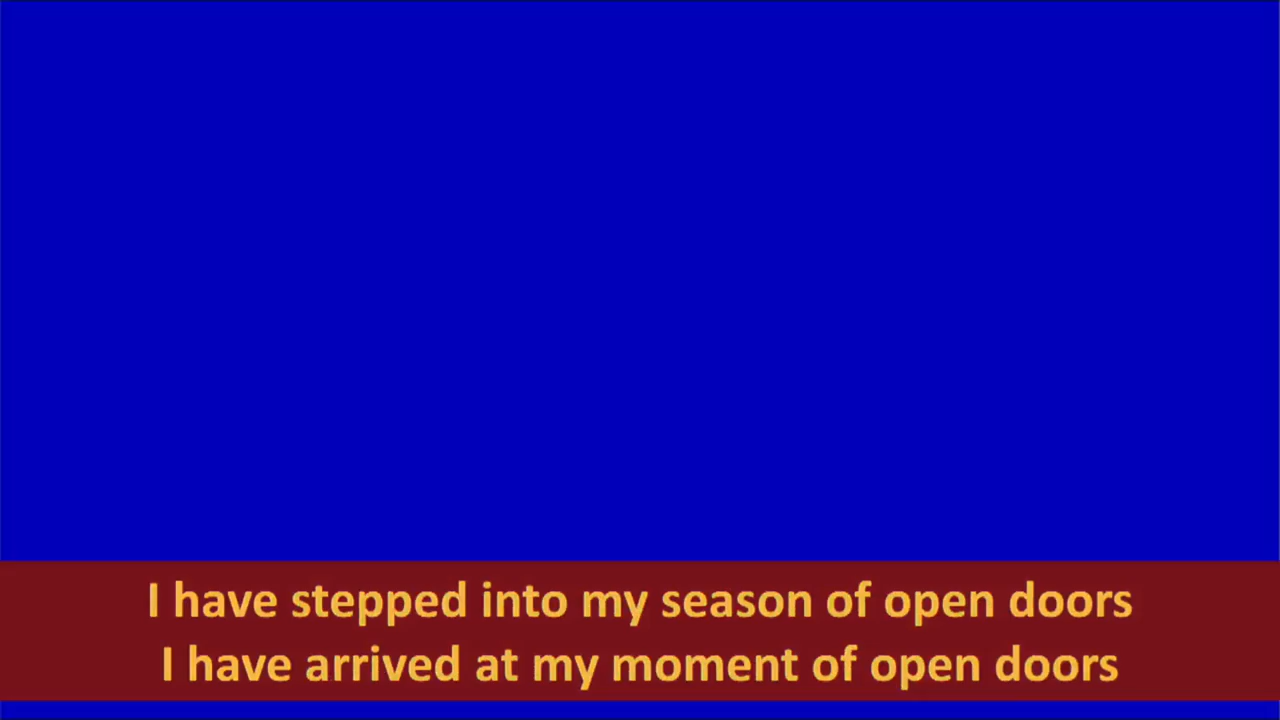 I have stepped into my season of open doors
I have arrived at my moment of open doors